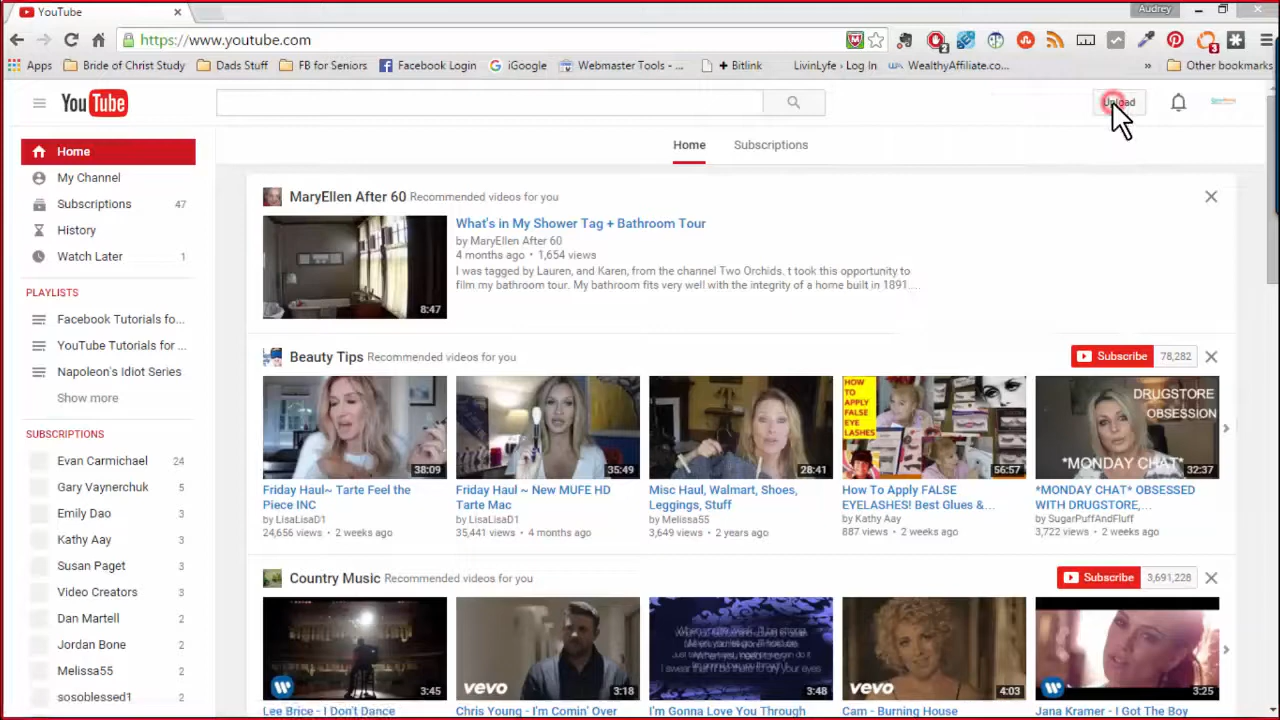 YouTube
Audrey
https://www.youtube.com
2
3
Apps
Bride of Christ Study
Dads Stuff
FB for Seniors
Facebook Login
iGoogle
Webmaster Tools - ...
+ Bitlink
LivinLyfe › Log In
WealthyAffiliate.co...
»
Other bookmarks
YouTube
Upload
Home
My Channel
Subscriptions 47
History
Watch Later 1
PLAYLISTS
Facebook Tutorials fo...
YouTube Tutorials for ...
Napoleon's Idiot Series
Show more
SUBSCRIPTIONS
Evan Carmichael 24
Gary Vaynerchuk 5
Emily Dao 3
Kathy Aay 3
Susan Paget 3
Video Creators 3
Dan Martell 2
Jordan Bone 2
Melissa55 2
sosoblessed1 2
Home
Subscriptions
MaryEllen After 60 Recommended videos for you
8:47
What's in My Shower Tag + Bathroom Tour
by MaryEllen After 60
4 months ago • 1,654 views
I was tagged by Lauren, and Karen, from the channel Two Orchids. t took this opportunity to
film my bathroom tour. My bathroom fits very well with the integrity of a home built in 1891...
Beauty Tips Recommended videos for you
Subscribe 78,282
38:09
Friday Haul~ Tarte Feel the
Piece INC
by LisaLisaD1
24,656 views • 2 weeks ago
35:49
Friday Haul ~ New MUFE HD
Tarte Mac
by LisaLisaD1
35,441 views • 4 months ago
28:41
Misc Haul, Walmart, Shoes,
Leggings, Stuff
by Melissa55
3,649 views • 2 years ago
HOW
TO
APPLY
FALSE
EYE
LASHES!
56:57
How To Apply FALSE
EYELASHES! Best Glues &...
by Kathy Aay
887 views • 2 weeks ago
DRUGSTORE
OBSESSION
*MONDAY CHAT*
32:37
*MONDAY CHAT* OBSESSED
WITH DRUGSTORE,...
by SugarPuffAndFluff
3,722 views • 2 weeks ago
Country Music Recommended videos for you
Subscribe 3,691,228
3:45
Lee Brice - I Don't Dance
vevo
3:18
Chris Young - I'm Comin' Over
3:48
I'm Gonna Love You Through
vevo
4:03
Cam - Burning House
3:25
Jana Kramer - I Got The Boy